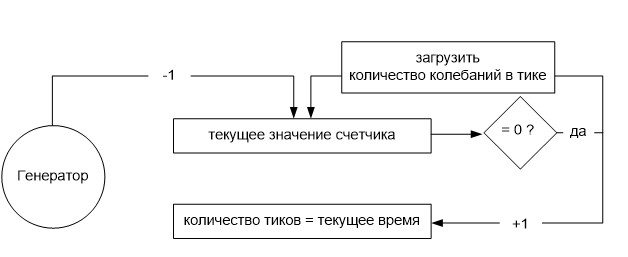 загрузить
количество колебаний в тике
-1
текущее значение счетчика
= 0 ?
да
Генератор
количество тиков = текущее время
+1